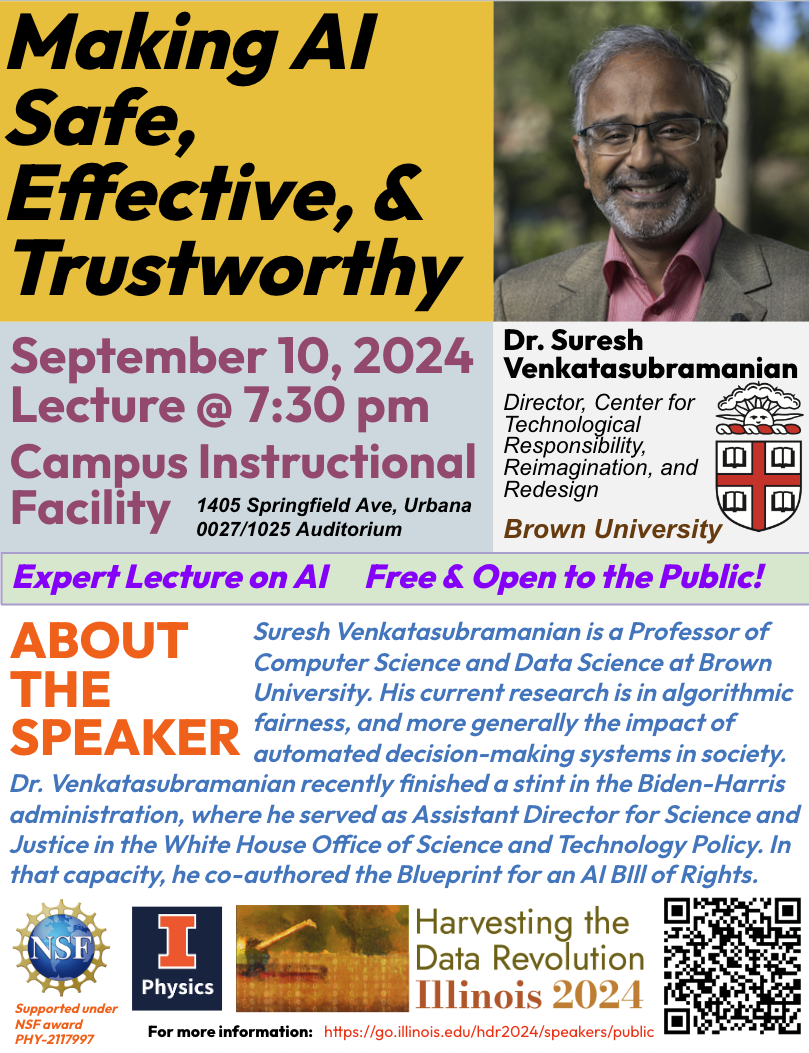 Making AI
Safe,
Effective, &
Trustworthy
September 10, 2024
Lecture @ 7:30 pm
Campus Instructional
Facility
1405 Springfield Ave, Urbana
0027/1025 Auditorium
Dr. Suresh
Venkatasubramanian
Director, Center for
Technological
Responsibility,
Reimagination, and
Redesign
Brown University
Expert Lecture on AI Free & Open to the Public!
ABOUT
THE
SPEAKER
Suresh Venkatasubramanian is a Professor of
Computer Science and Data Science at Brown
University. His current research is in algorithmic
fairness, and more generally the impact of
automated decision-making systems in society.
Dr. Venkatasubramanian recently finished a stint in the Biden-Harris
administration, where he served as Assistant Director for Science and
Justice in the White House Office of Science and Technology Policy. In
that capacity, he co-authored the Blueprint for an AI BIll of Rights.
NSF
Supported under
NSF award
PHY-2117997
I
Physics
Harvesting the
Data Revolution
Illinois 2024
For more information: https://go.illinois.edu/hdr2024/speakers/public